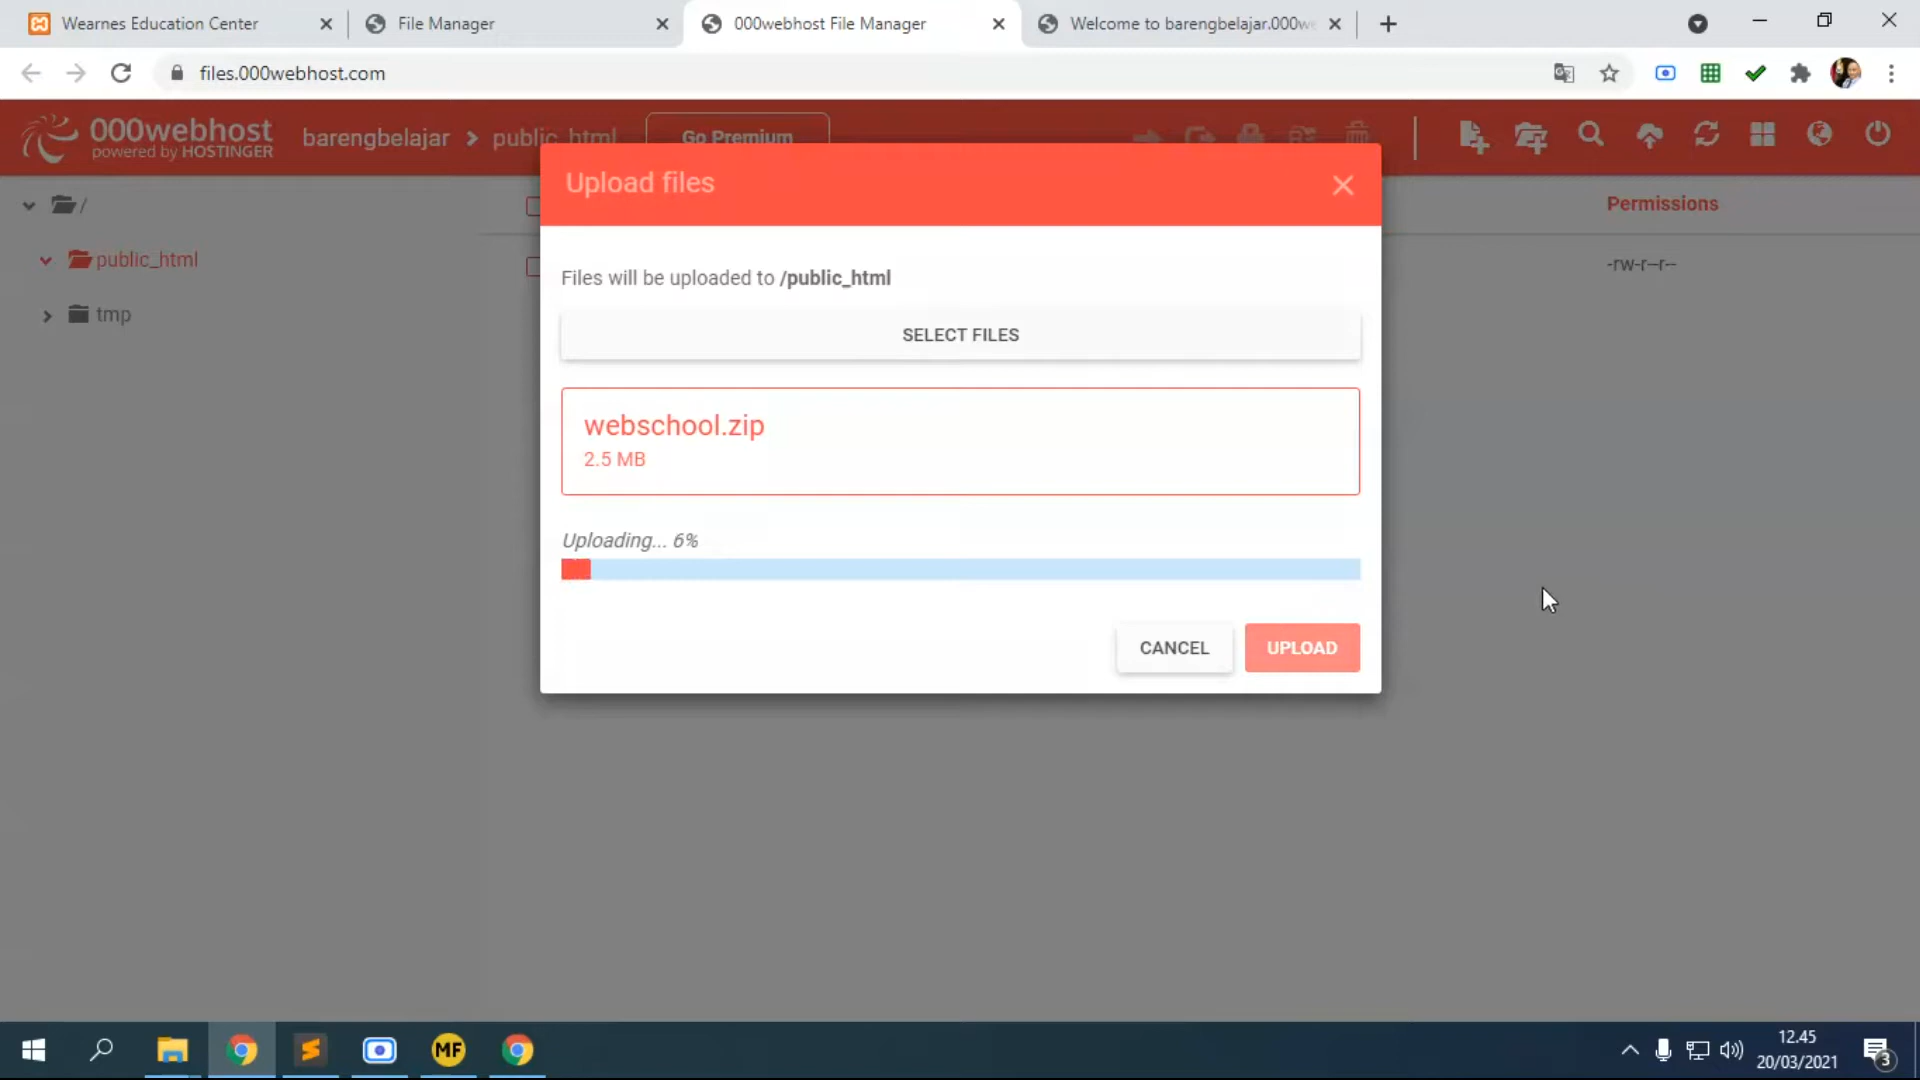 Wearnes Education Center
File Manager
000webhost File Manager
Welcome to barengbelajar.000we
files.000webhost.com
000webhost
powered by HOSTINGER
barengbelajar > public_html
Go Premium
Upload files
/
public_html
tmp
Permissions
-rw-r--r--
Files will be uploaded to /public_html
SELECT FILES
webschool.zip
2.5 MB
Uploading... 6%
CANCEL
UPLOAD
MF
12.45
20/03/2021
3